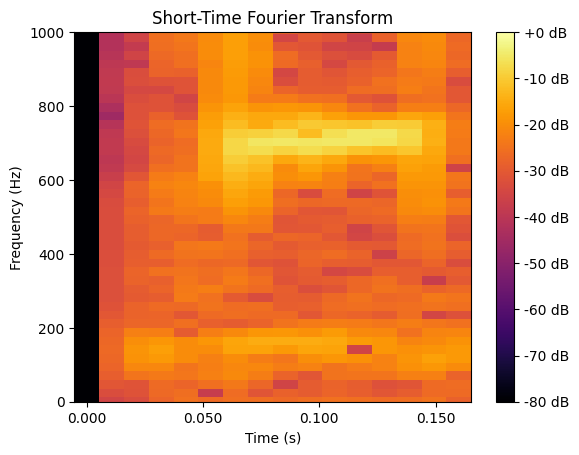 Short-Time Fourier Transform
1000
800
600
400
200
0
Frequency (Hz)
0.000
0.050
0.100
0.150
Time (s)
+0 dB
-10 dB
-20 dB
-30 dB
-40 dB
-50 dB
-60 dB
-70 dB
-80 dB